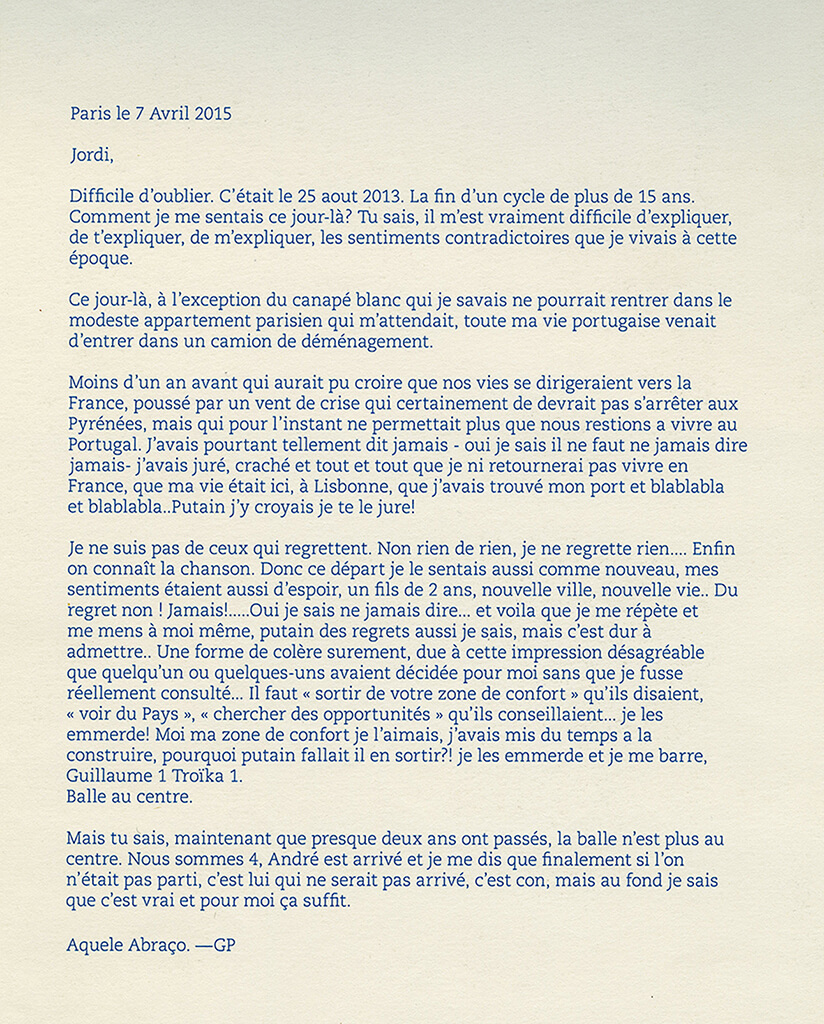 Paris le 7 Avril 2015
Jordi,
Difficile d'oublier. C'était le 25 aout 2013. La fin d'un cycle de plus de 15 ans.
Comment je me sentais ce jour-là? Tu sais, il m'est vraiment difficile d'expliquer,
de t'expliquer, de m'expliquer, les sentiments contradictoires que je vivais à cette
époque.
Ce jour-là, à l'exception du canapé blanc qui je savais ne pourrait rentrer dans le
modeste appartement parisien qui m'attendait, toute ma vie portugaise venait
d'entrer dans un camion de déménagement.
Moins d'un an avant qui aurait pu croire que nos vies se dirigeraient vers la
France, poussé par un vent de crise qui certainement de devrait pas s'arrêter aux
Pyrénées, mais qui pour l'instant ne permettait plus que nous restions a vivre au
Portugal. J'avais pourtant tellement dit jamais - oui je sais il ne faut ne jamais dire
jamais- j'avais juré, craché et tout et tout que je ni retournerai pas vivre en
France, que ma vie était ici, à Lisbonne, que j'avais trouvé mon port et blablabla
et blablabla..Putain j'y croyais je te le jure!
Je ne suis pas de ceux qui regrettent. Non rien de rien, je ne regrette rien.... Enfin
on connaît la chanson. Donc ce départ je le sentais aussi comme nouveau, mes
sentiments étaient aussi d'espoir, un fils de 2 ans, nouvelle ville, nouvelle vie.. Du
regret non ! Jamais!.....Oui je sais ne jamais dire... et voila que je me répète et
me mens à moi même, putain des regrets aussi je sais, mais c'est dur à
admettre.. Une forme de colère surement, due à cette impression désagréable
que quelqu'un ou quelques-uns avaient décidée pour moi sans que je fusse
réellement consulté... Il faut « sortir de votre zone de confort » qu'ils disaient,
« voir du Pays », « chercher des opportunités » qu'ils conseillaient... je les
emmerde! Moi ma zone de confort je l'aimais, j'avais mis du temps a la
construire, pourquoi putain fallait il en sortir?! je les emmerde et je me barre,
Guillaume 1 Troïka 1.
Balle au centre.
Mais tu sais, maintenant que presque deux ans ont passés, la balle n'est plus au
centre. Nous sommes 4, André est arrivé et je me dis que finalement si l'on
n'était pas parti, c'est lui qui ne serait pas arrivé, c'est con, mais au fond je sais
que c'est vrai et pour moi ça suffit.
Aquele Abraço. —GP